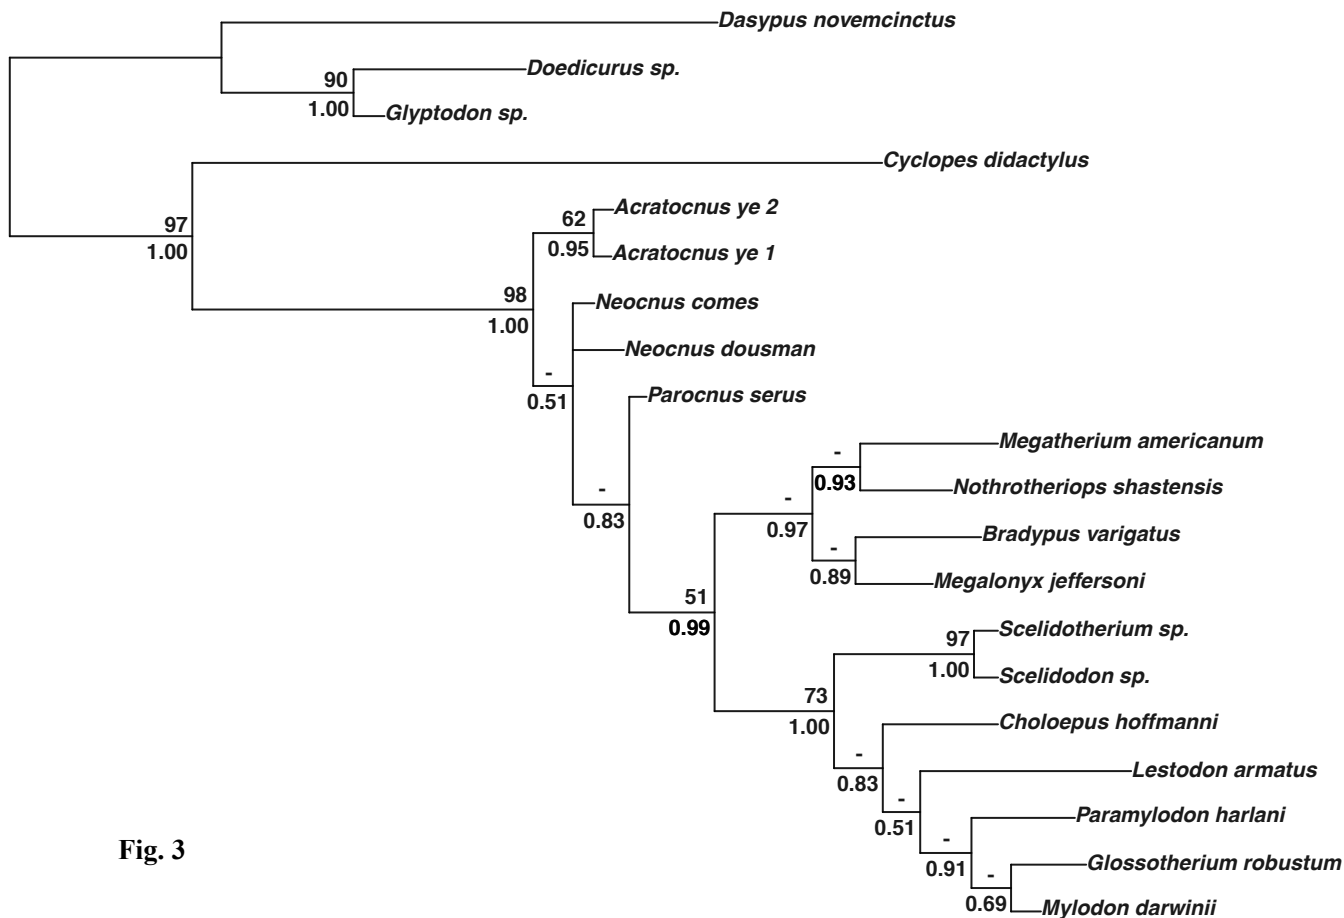 Dasypus novemcinctus
Doedicurus sp.
90
1.00
Glyptodon sp.
Cyclopes didactylus
97
1.00
Acratocnus ye 2
62
0.95
Acratocnus ye 1
98
1.00
Neocnus comes
Neocnus dousman
-
0.51
Parocnus serus
-
0.83
Megatherium americanum
-
0.93
Nothrotheriops shastensis
-
0.97
Bradypus varigatus
-
0.89
Megalonyx jeffersoni
51
0.99
Scelidotherium sp.
97
1.00
Scelidodon sp.
73
1.00
Choloepus hoffmanni
-
0.83
Lestodon armatus
-
0.51
Paramylodon harlani
-
0.91
Glossotherium robustum
-
0.69
Mylodon darwinii
Fig. 3